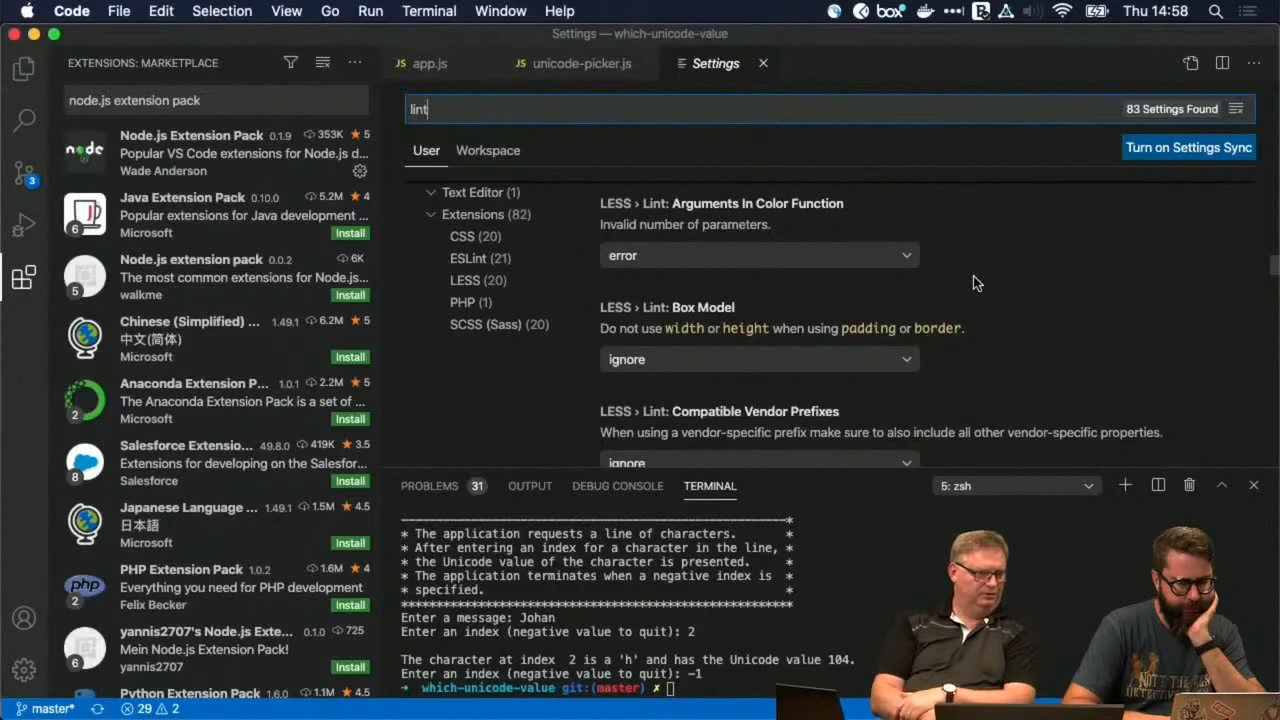 Code File Edit Selection View Go Run Terminal Window Help
box Thu 14:58
Settings — which-unicode-value
EXTENSIONS: MARKETPLACE
node.js extension pack
Node.js Extension Pack 0.1.9 353K 5
Popular VS Code extensions for Node.js d...
Wade Anderson
Java Extension Pack 0.10.0 5.2M 4
Popular extensions for Java development ...
6 Microsoft Install
Node.js extension pack 0.0.2 6K
The most common extensions for Node.js...
5 walkme Install
Chinese (Simplified) ... 1.49.1 6.2M 5
中文(简体)
Microsoft Install
Anaconda Extension P... 1.0.1 2.2M 5
The Anaconda Extension Pack is a set of ...
2 Microsoft Install
Salesforce Extensio... 49.8.0 419K 3.5
Extensions for developing on the Salesfor...
8 Salesforce Install
Japanese Language ... 1.49.1 1.5M 4.5
日本語
Microsoft Install
PHP Extension Pack 1.0.2 1.6M 4
php Everything you need for PHP development
2 Felix Becker Install
yannis2707's Node.js Exte... 0.1.0 725
Mein Node.js Extension Pack!
6 yannis2707 Install
Python Extension Pack 1.6.0 1.1M 4.5
3
JS app.js JS unicode-picker.js Settings
lint 83 Settings Found
User Workspace Turn on Settings Sync
Text Editor (1)
Extensions (82)
CSS (20)
ESLint (21)
LESS (20)
PHP (1)
SCSS (Sass) (20)
LESS › Lint: Arguments In Color Function
Invalid number of parameters.
error
LESS › Lint: Box Model
Do not use width or height when using padding or border.
ignore
LESS › Lint: Compatible Vendor Prefixes
When using a vendor-specific prefix make sure to also include all other vendor-specific properties.
ignore
PROBLEMS 31 OUTPUT DEBUG CONSOLE TERMINAL 5: zsh
* The application requests a line of characters. *
* After entering an index for a character in the line, *
* the Unicode value of the character is presented. *
* The application terminates when a negative index is *
* specified. *
*******************************************************
Enter a message: Johan
Enter an index (negative value to quit): 2
The character at index 2 is a 'h' and has the Unicode value 104.
Enter an index (negative value to quit): -1
➜ which-unicode-value git:(master) ✗
master* 29 2